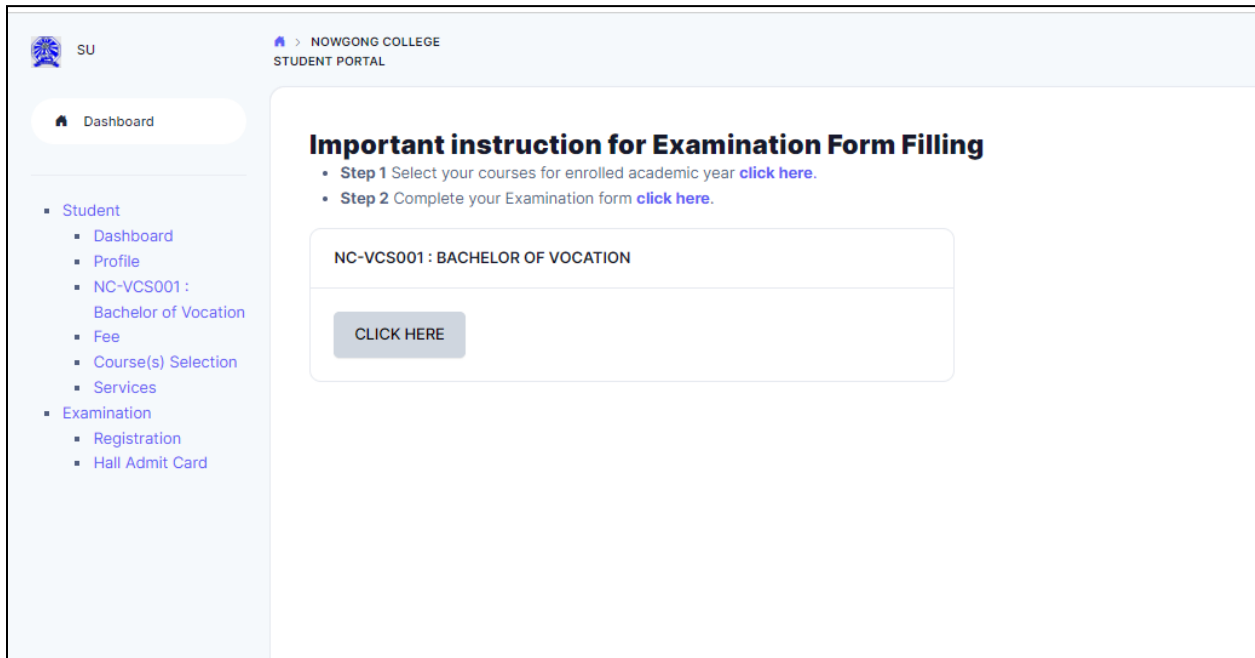 SU
NOWGONG COLLEGE
STUDENT PORTAL
Dashboard
Student
Dashboard
Profile
NC-VCS001 :
Bachelor of Vocation
Fee
Course(s) Selection
Services
Examination
Registration
Hall Admit Card
Important instruction for Examination Form Filling
Step 1 Select your courses for enrolled academic year click here.
Step 2 Complete your Examination form click here.
NC-VCS001 : BACHELOR OF VOCATION
CLICK HERE